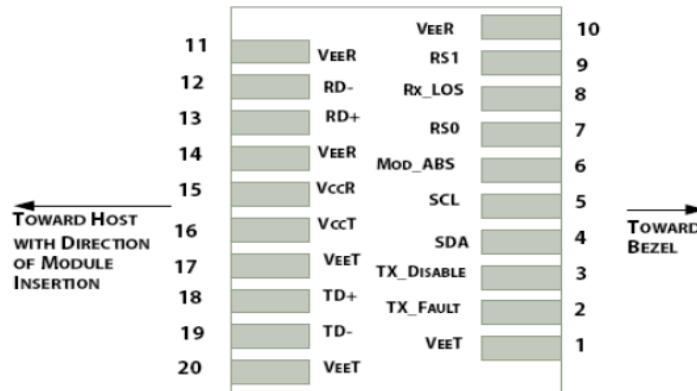 VEER 10
11 VEER
RS1 9
12 RD-
Rx_LOS 8
13 RD+
RS0 7
14 VEER
MOD_ABS 6
15 VCCR
SCL 5
TOWARD HOST
WITH DIRECTION
OF MODULE
INSERTION
16 VCCT
SDA 4
TOWARD
BEZEL
17 VEET
TX_DISABLE 3
18 TD+
TX_FAULT 2
19 TD-
VEET 1
20 VEET